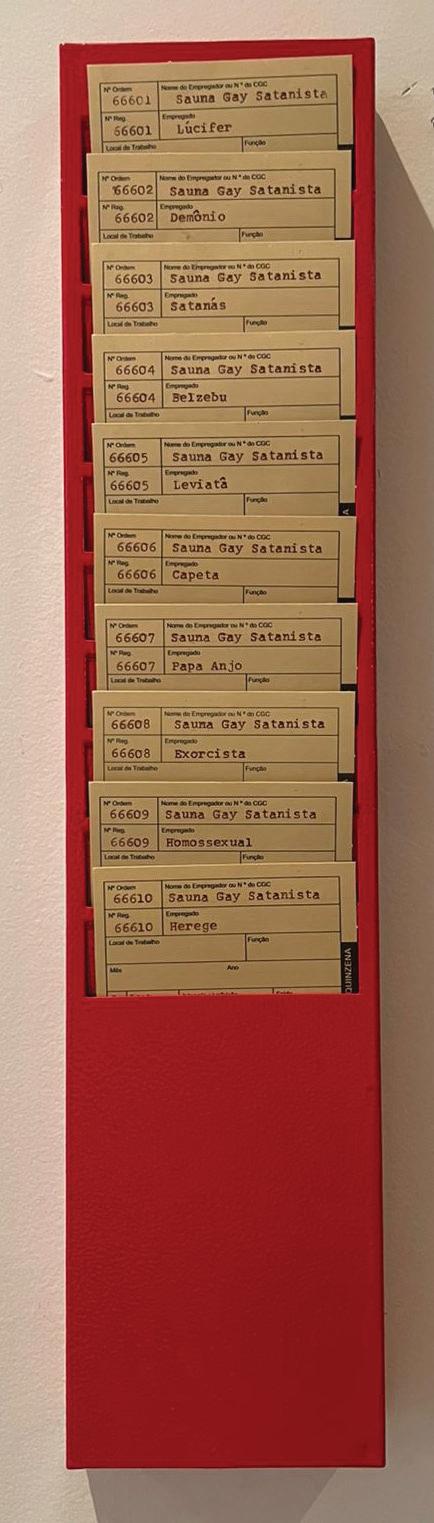 Nº Ordem Nome do Empregador ou Nº do CGC
66601 Sauna Gay Satanista
Nº Reg. Empregado
66601 Lúcifer
Local de Trabalho Função
Nº Ordem Nome do Empregador ou Nº do CGC
66602 Sauna Gay Satanista
Nº Reg. Empregado
66602 Demônio
Local de Trabalho Função
Nº Ordem Nome do Empregador ou Nº do CGC
66603 Sauna Gay Satanista
Nº Reg. Empregado
66603 Satanás
Local de Trabalho Função
Nº Ordem Nome do Empregador ou Nº do CGC
66604 Sauna Gay Satanista
Nº Reg. Empregado
66604 Belzebu
Local de Trabalho Função
Nº Ordem Nome do Empregador ou Nº do CGC
66605 Sauna Gay Satanista
Nº Reg. Empregado
66605 Leviatã
Local de Trabalho Função
A
Nº Ordem Nome do Empregador ou Nº do CGC
66606 Sauna Gay Satanista
Nº Reg. Empregado
66606 Capeta
Local de Trabalho Função
Nº Ordem Nome do Empregador ou Nº do CGC
66607 Sauna Gay Satanista
Nº Reg. Empregado
66607 Papa Anjo
Local de Trabalho Função
Nº Ordem Nome do Empregador ou Nº do CGC
66608 Sauna Gay Satanista
Nº Reg. Empregado
66608 Exorcista
Local de Trabalho Função
Nº Ordem Nome do Empregador ou Nº do CGC
66609 Sauna Gay Satanista
Nº Reg. Empregado
66609 Homossexual
Local de Trabalho Função
Nº Ordem Nome do Empregador ou Nº do CGC
66610 Sauna Gay Satanista
Nº Reg. Empregado
66610 Herege
Local de Trabalho Função
Mês Ano
QUINZENA